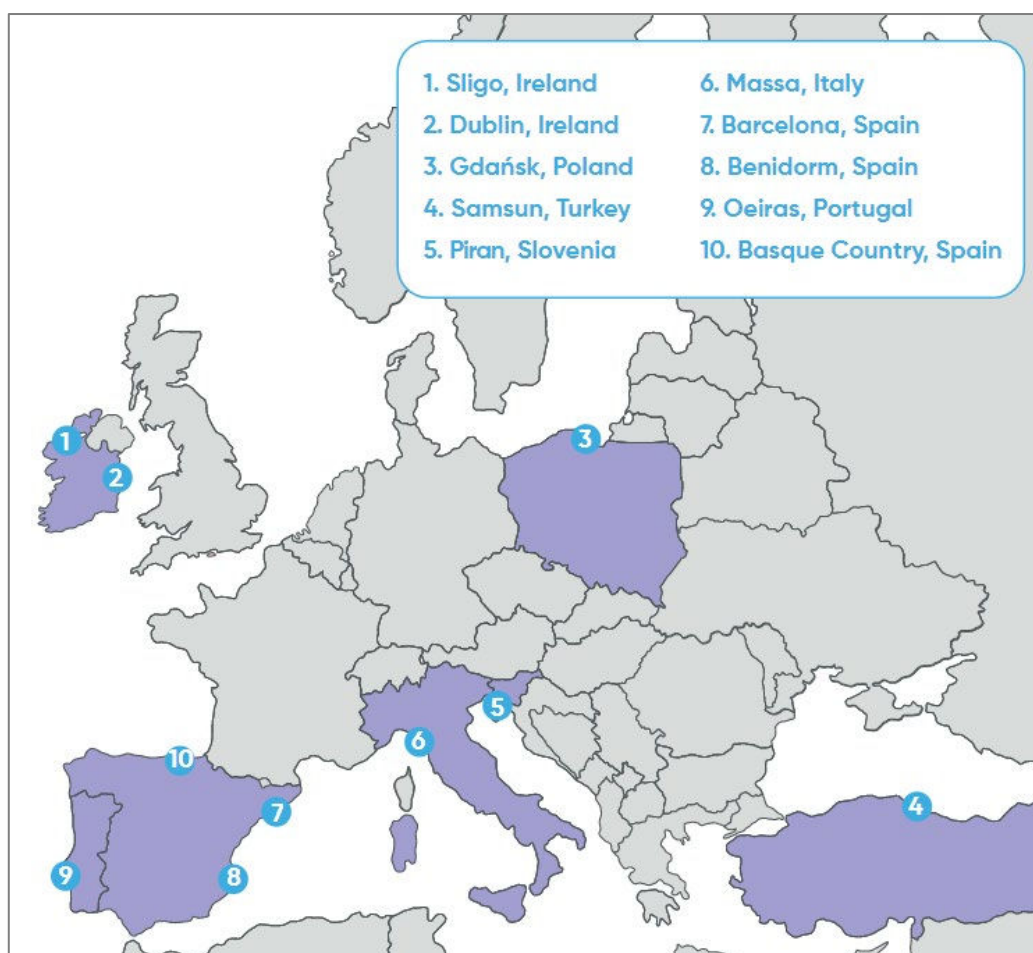 1. Sligo, Ireland
2. Dublin, Ireland
3. Gdańsk, Poland
4. Samsun, Turkey
5. Piran, Slovenia
6. Massa, Italy
7. Barcelona, Spain
8. Benidorm, Spain
9. Oeiras, Portugal
10. Basque Country, Spain
1
2
3
5
6
10
7
4
9
8